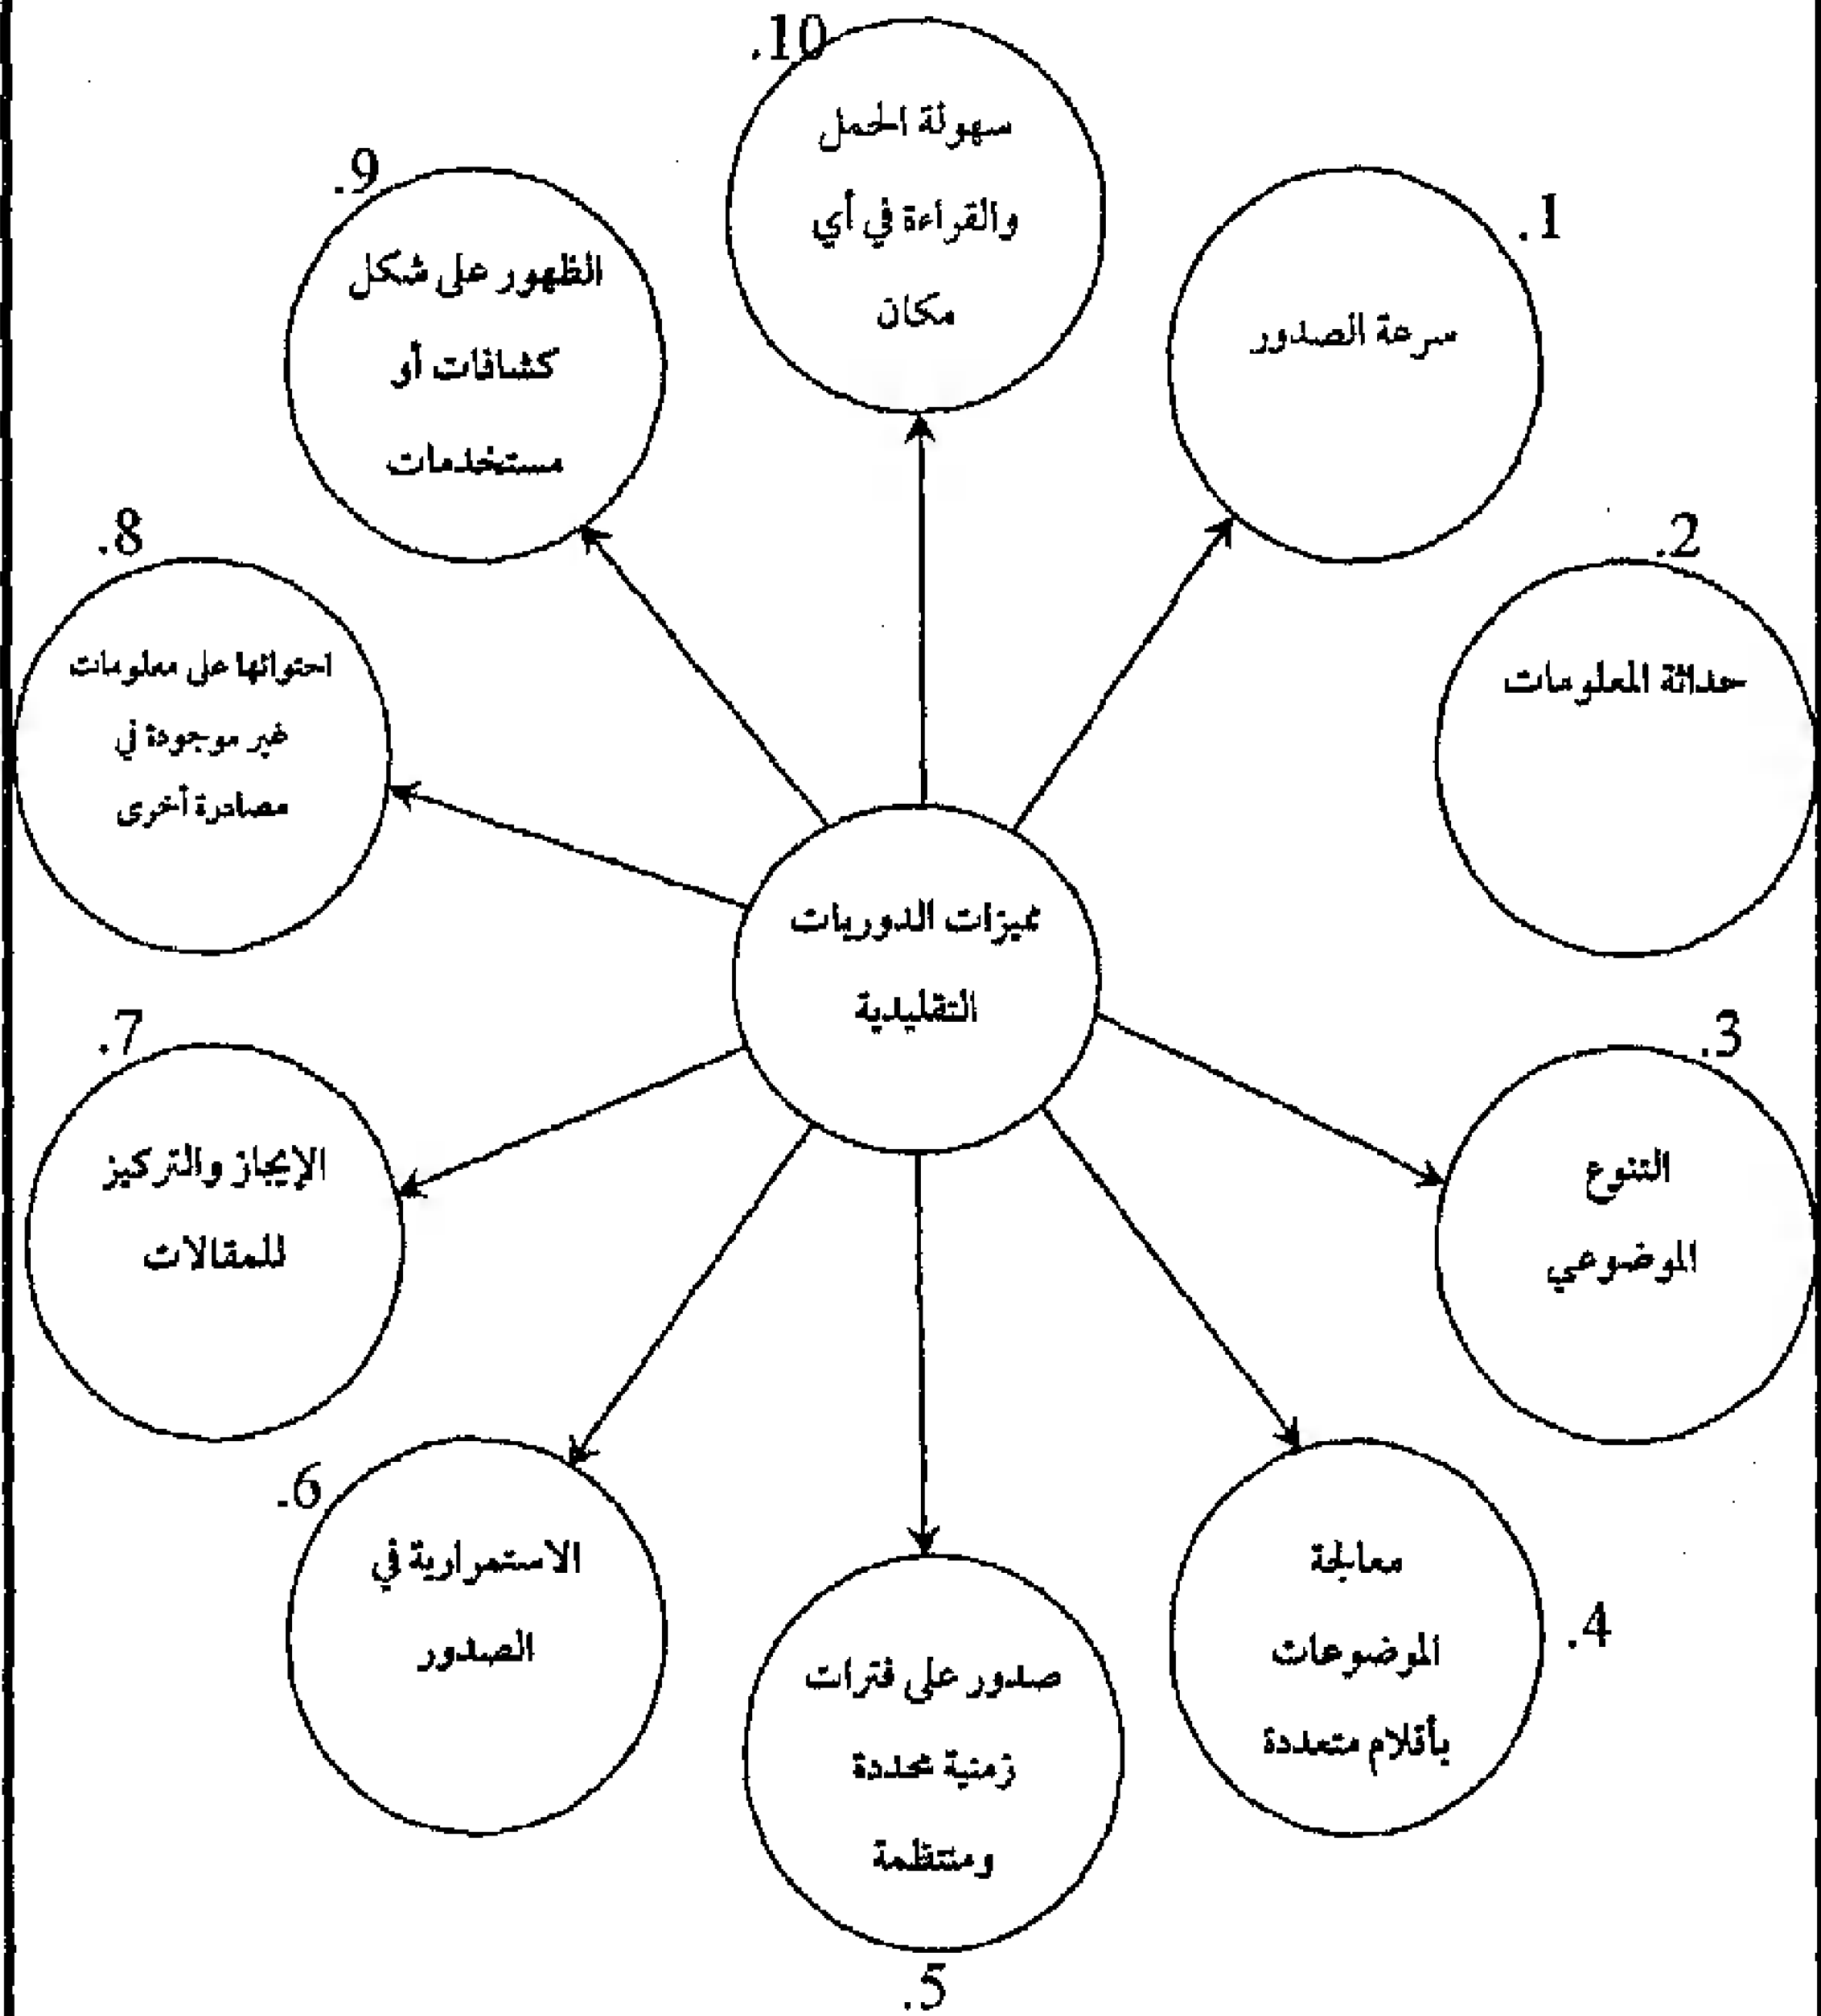 .10
سهولة الحمل
والقراءة في أي
مكان
.1
سرعة الصدور
.2
حداثة المعلومات
.3
التنوع
الموضوعي
.4
معالجة
الموضوعات
بأقلام متعددة
.5
صدور على فترات
زمنية محددة
ومنتظمة
.6
الاستمرارية في
الصدور
.7
الإيجاز والتركيز
للمقالات
.8
احتوائها على معلومات
غير موجودة في
مصادرة أخرى
.9
الظهور على شكل
كشافات أو
مستخدمات
مميزات الدوريات
التقليدية